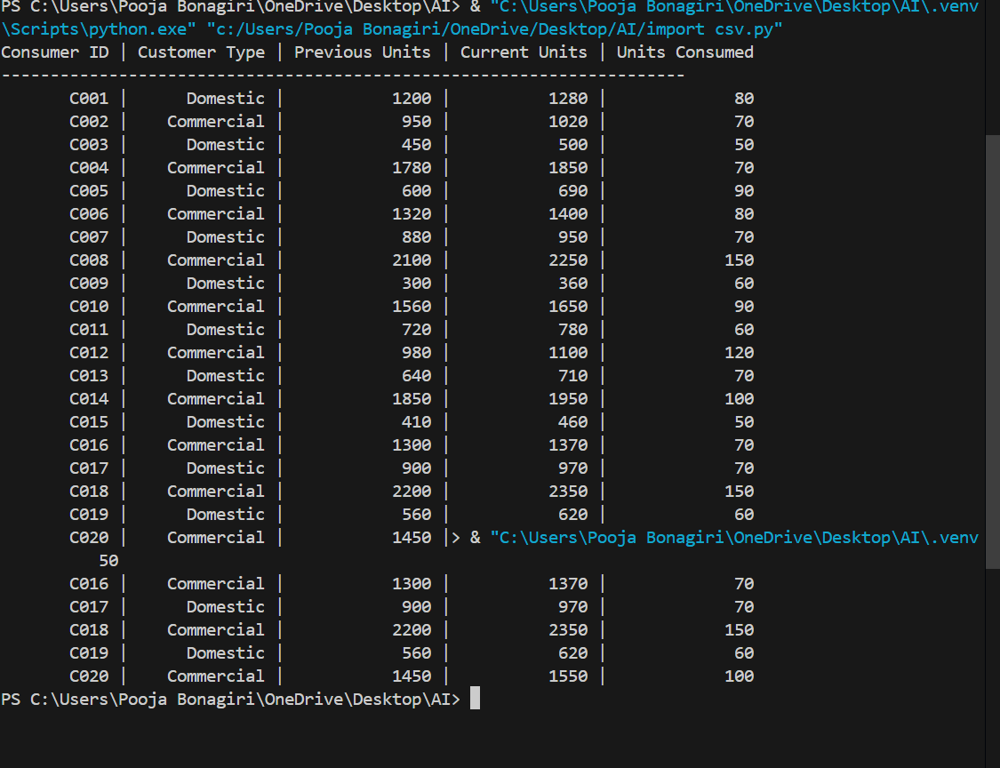 PS C:\Users\Pooja Bonagiri\OneDrive\Desktop\AI> & "C:\Users\Pooja Bonagiri\OneDrive\Desktop\AI\.venv
\Scripts\python.exe" "c:/Users/Pooja Bonagiri/OneDrive/Desktop/AI/import csv.py"
Consumer ID | Customer Type | Previous Units | Current Units | Units Consumed
----------------------------------------------------------------------
C001 | Domestic | 1200 | 1280 | 80
C002 | Commercial | 950 | 1020 | 70
C003 | Domestic | 450 | 500 | 50
C004 | Commercial | 1780 | 1850 | 70
C005 | Domestic | 600 | 690 | 90
C006 | Commercial | 1320 | 1400 | 80
C007 | Domestic | 880 | 950 | 70
C008 | Commercial | 2100 | 2250 | 150
C009 | Domestic | 300 | 360 | 60
C010 | Commercial | 1560 | 1650 | 90
C011 | Domestic | 720 | 780 | 60
C012 | Commercial | 980 | 1100 | 120
C013 | Domestic | 640 | 710 | 70
C014 | Commercial | 1850 | 1950 | 100
C015 | Domestic | 410 | 460 | 50
C016 | Commercial | 1300 | 1370 | 70
C017 | Domestic | 900 | 970 | 70
C018 | Commercial | 2200 | 2350 | 150
C019 | Domestic | 560 | 620 | 60
C020 | Commercial | 1450 |> & "C:\Users\Pooja Bonagiri\OneDrive\Desktop\AI\.venv
50
C016 | Commercial | 1300 | 1370 | 70
C017 | Domestic | 900 | 970 | 70
C018 | Commercial | 2200 | 2350 | 150
C019 | Domestic | 560 | 620 | 60
C020 | Commercial | 1450 | 1550 | 100
PS C:\Users\Pooja Bonagiri\OneDrive\Desktop\AI>